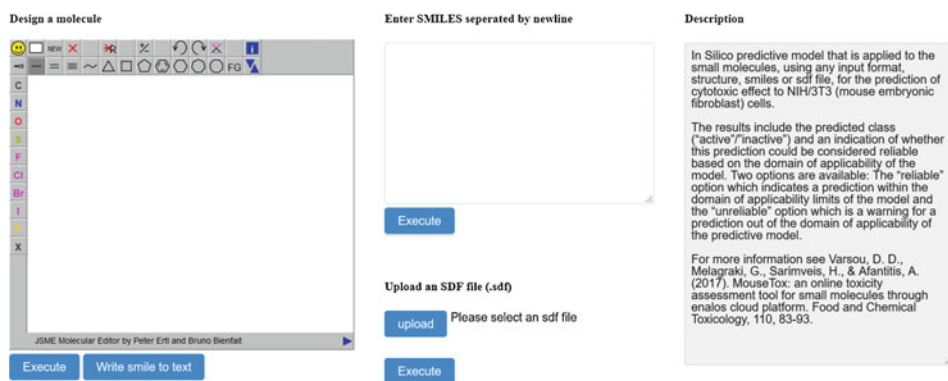 Design a molecule
NEW
FG
C
N
O
S
F
Cl
Br
I
P
X
JSME Molecular Editor by Peter Ertl and Bruno Bienfait
Execute
Write smile to text
Enter SMILES seperated by newline
Execute
Upload an SDF file (.sdf)
upload
Please select an sdf file
Execute
Description
In Silico predictive model that is applied to the
small molecules, using any input format,
structure, smiles or sdf file, for the prediction of
cytotoxic effect to NIH/3T3 (mouse embryonic
fibroblast) cells.
The results include the predicted class
("active"/"inactive") and an indication of whether
this prediction could be considered reliable
based on the domain of applicability of the
model. Two options are available: The "reliable"
option which indicates a prediction within the
domain of applicability limits of the model and
the "unreliable" option which is a warning for a
prediction out of the domain of applicability of
the predictive model.
For more information see Varsou, D. D.,
Melagraki, G., Sarimveis, H., & Afantitis, A.
(2017). MouseTox: an online toxicity
assessment tool for small molecules through
enalos cloud platform. Food and Chemical
Toxicology, 110, 83-93.